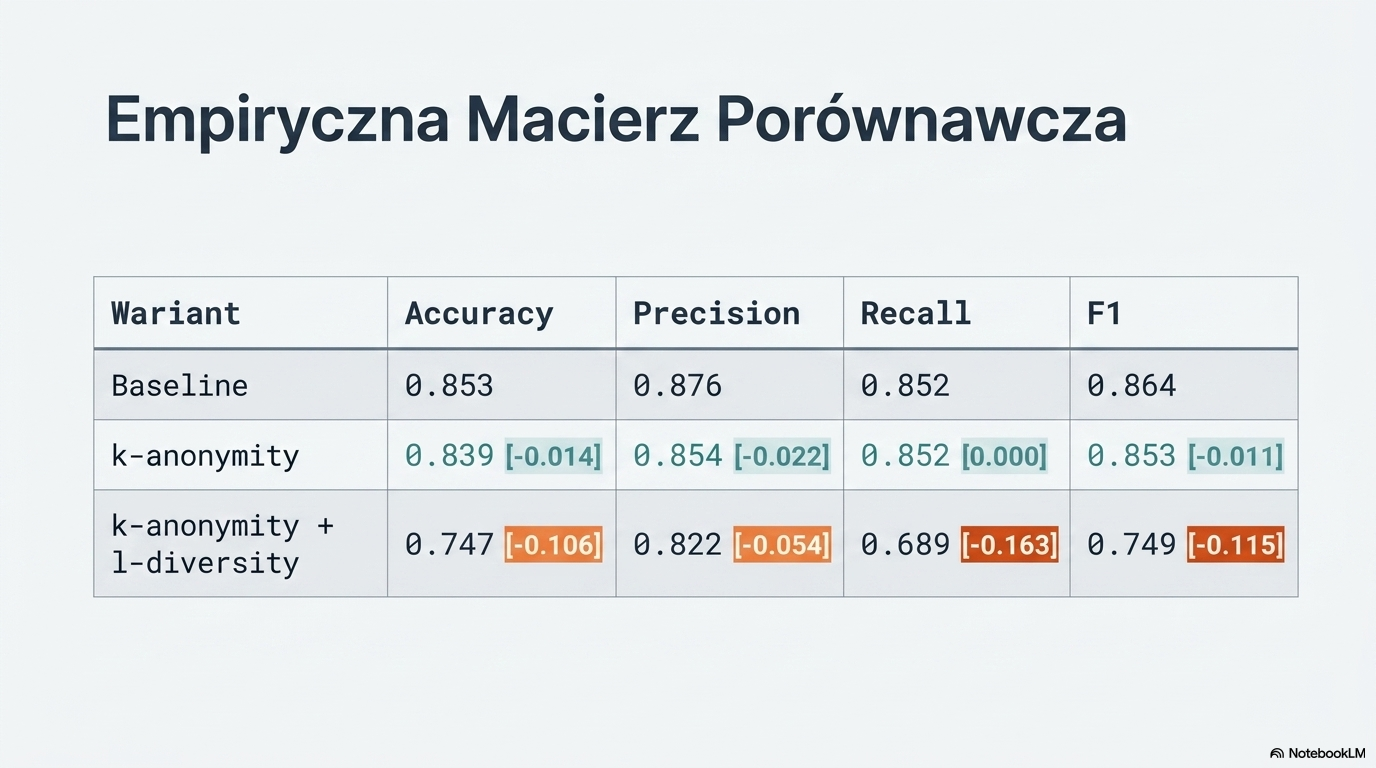 Empiryczna Macierz Porównawcza
Wariant Accuracy Precision Recall F1
Baseline 0.853 0.876 0.852 0.864
k-anonymity 0.839 [-0.014] 0.854 [-0.022] 0.852 [0.000] 0.853 [-0.011]
k-anonymity +
l-diversity 0.747 [-0.106] 0.822 [-0.054] 0.689 [-0.163] 0.749 [-0.115]
NotebookLM